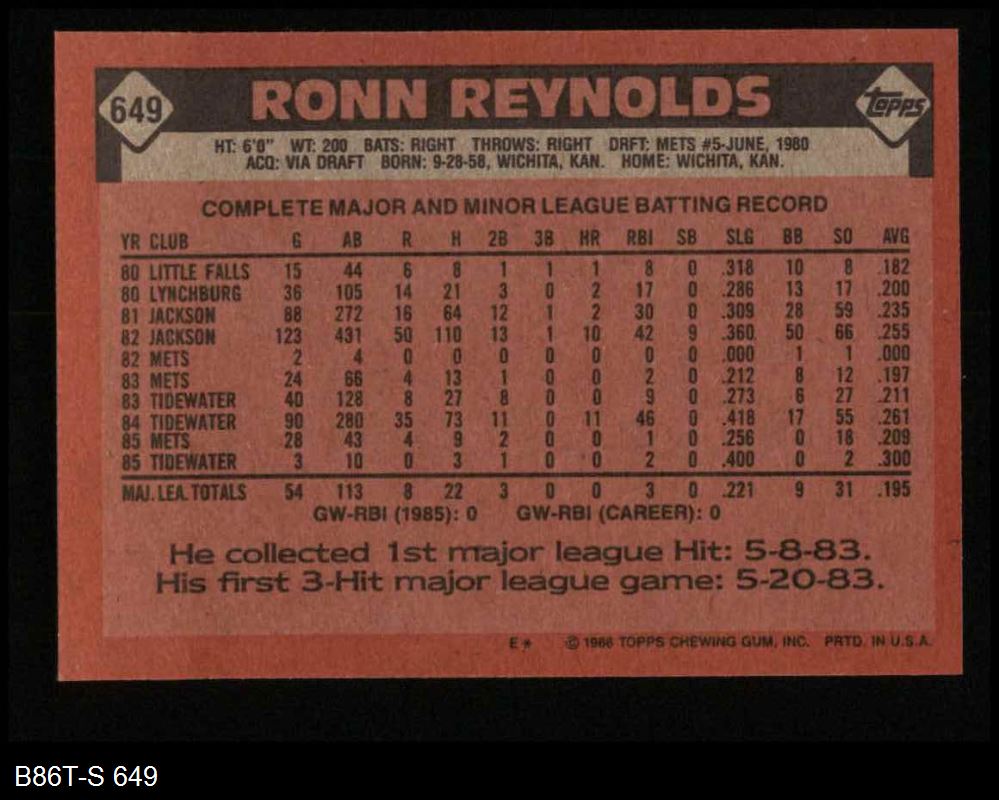 649 RONN REYNOLDS Topps
HT: 6'0" WT: 200 BATS: RIGHT THROWS: RIGHT DRFT: METS #5-JUNE, 1980
ACQ: VIA DRAFT BORN: 9-28-58, WICHITA, KAN. HOME: WICHITA, KAN.
COMPLETE MAJOR AND MINOR LEAGUE BATTING RECORD
YR CLUB G AB R H 2B 3B HR RBI SB SLG BB SO AVG
80 LITTLE FALLS 15 44 6 8 1 1 1 8 0 .318 10 8 .182
80 LYNCHBURG 36 105 14 21 3 0 2 17 0 .286 13 17 .200
81 JACKSON 88 272 16 64 12 1 2 30 0 .309 28 59 .235
82 JACKSON 123 431 50 110 13 1 10 42 9 .360 50 66 .255
82 METS 2 4 0 0 0 0 0 0 0 .000 1 1 .000
83 METS 24 66 4 13 1 0 0 2 0 .212 8 12 .197
83 TIDEWATER 40 128 8 27 8 0 0 9 0 .273 6 27 .211
84 TIDEWATER 90 280 35 73 11 0 11 46 0 .418 17 55 .261
85 METS 28 43 4 9 2 0 0 1 0 .256 0 18 .209
85 TIDEWATER 3 10 0 3 1 0 0 2 0 .400 0 2 .300
MAJ. LEA. TOTALS 54 113 8 22 3 0 0 3 0 .221 9 31 .195
GW-RBI (1985): 0 GW-RBI (CAREER): 0
He collected 1st major league Hit: 5-8-83.
His first 3-Hit major league game: 5-20-83.
E* © 1986 TOPPS CHEWING GUM, INC. PRTD. IN U.S.A.
B86T-S 649